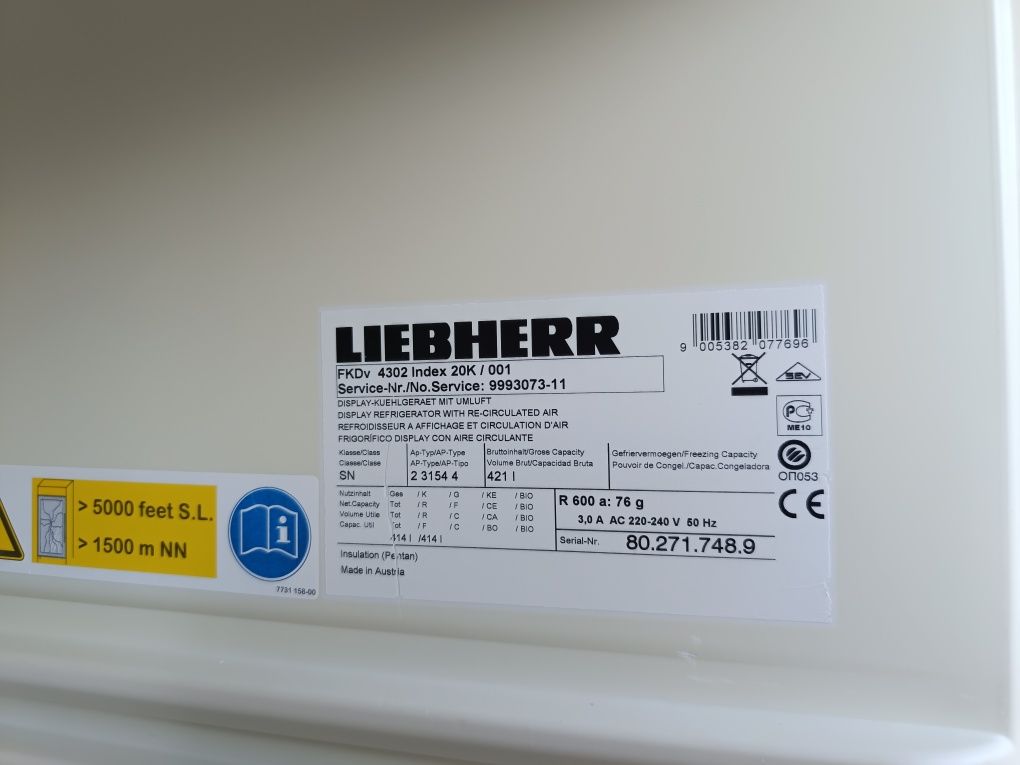 LIEBHERR
FKDv 4302 Index 20K / 001
Service-Nr./No.Service: 9993073-11
DISPLAY-KUEHLGERAET MIT UMLUFT
DISPLAY REFRIGERATOR WITH RE-CIRCULATED AIR
REFROIDISSEUR A AFFICHAGE ET CIRCULATION D'AIR
FRIGORÍFICO DISPLAY CON AIRE CIRCULANTE
9 005382 077696
SEV
PC
ME10
ОП053
CE
Klasse/Class Ap-Typ/AP-Type Bruttoinhalt/Gross Capacity Gefriervermoegen/Freezing Capacity
Classe/Clase AP-Type/AP-Tipo Volume Brut/Capacidad Bruta Pouvoir de Congel./Capac.Congeladora
SN 2 3154 4 421 l
Nutzinhalt Ges / K / G / KE / BIO
Net.Capacity Tot / R / F / CE / BIO
Volume Utile Tot / R / C / CA / BIO
Capac. Util Tot / F / C / BO / BIO
414 l /414 l
R 600 a: 76 g
3,0 A AC 220-240 V 50 Hz
Serial-Nr. 80.271.748.9
Insulation (Pentan)
Made in Austria
> 5000 feet S.L.
> 1500 m NN
i
7731 156-00